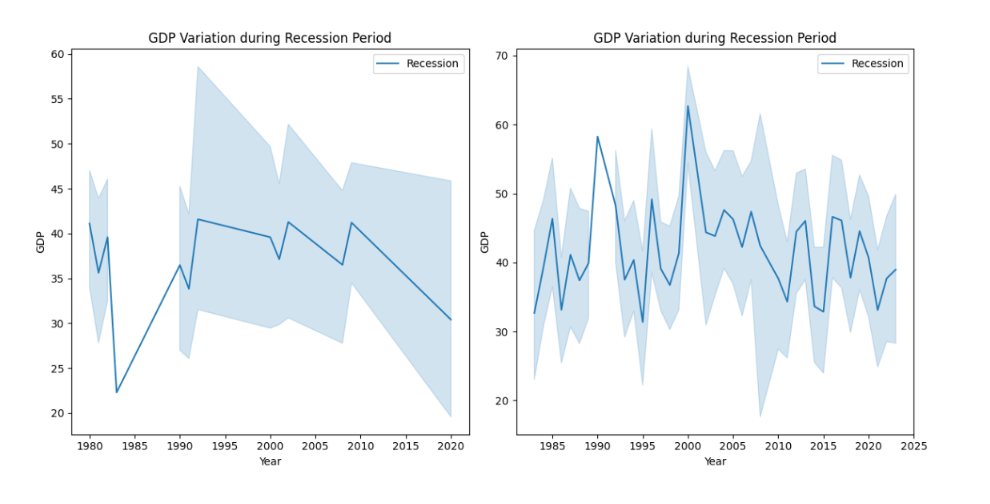 GDP Variation during Recession Period
Recession
60
55
50
45
40
35
30
25
20
GDP
1980 1985 1990 1995 2000 2005 2010 2015 2020
Year
GDP Variation during Recession Period
Recession
70
60
50
40
30
20
GDP
1985 1990 1995 2000 2005 2010 2015 2020 2025
Year